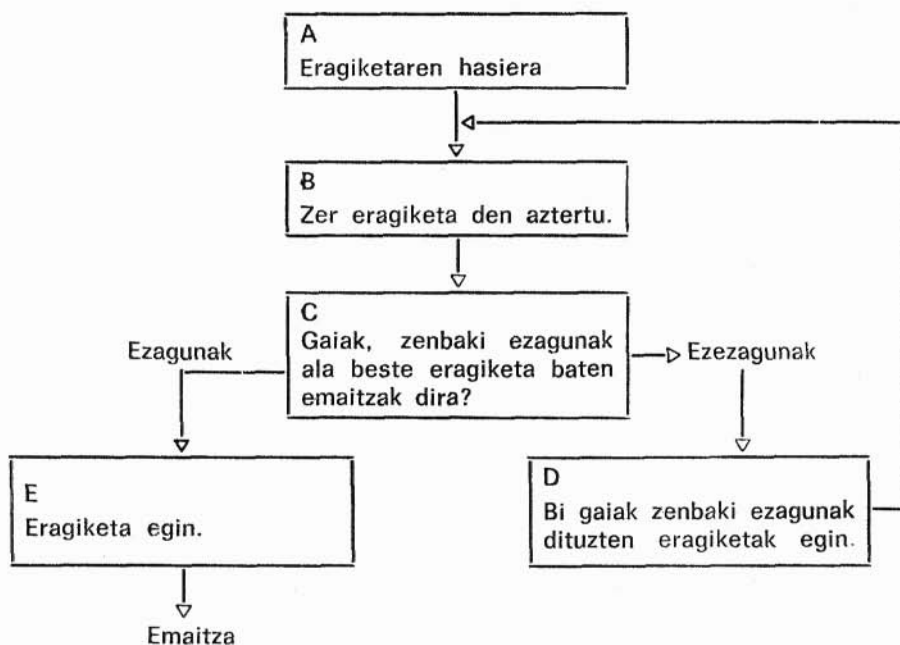 A
Eragiketaren hasiera
B
Zer eragiketa den aztertu.
C
Gaiak, zenbaki ezagunak
ala beste eragiketa baten
emaitzak dira?
Ezagunak
Ezezagunak
E
Eragiketa egin.
D
Bi gaiak zenbaki ezagunak
dituzten eragiketak egin.
Emaitza